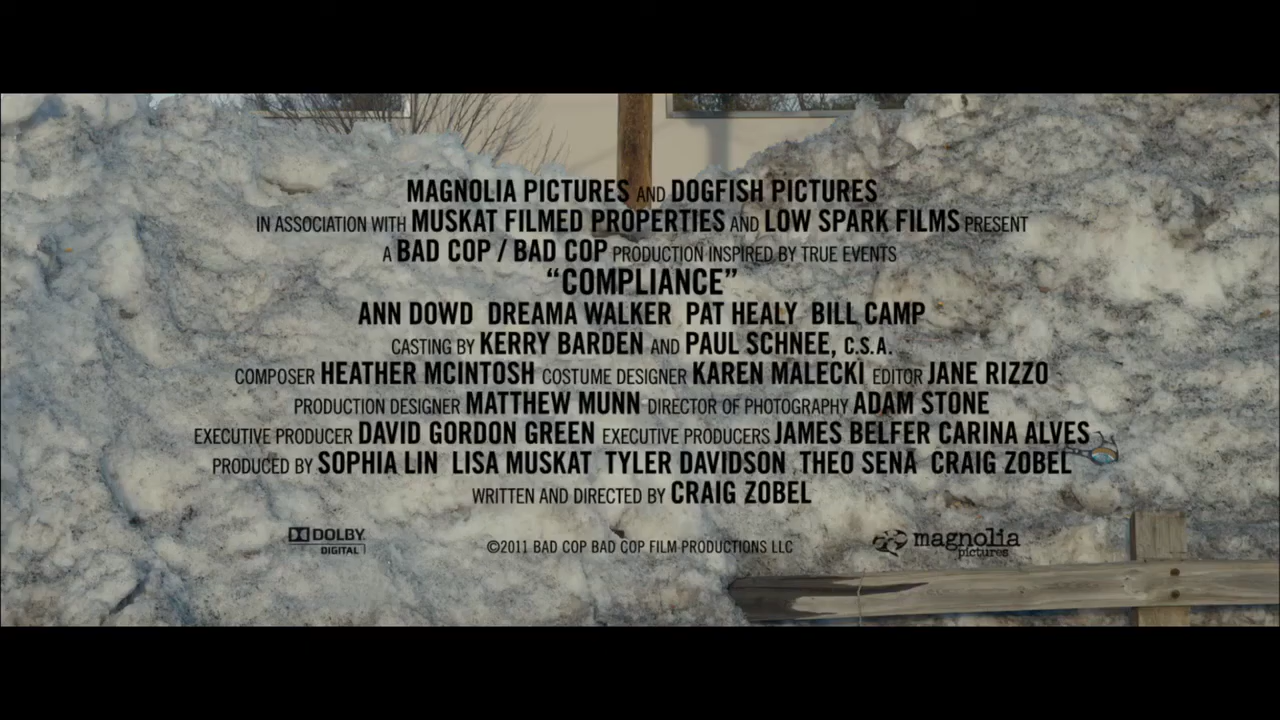 MAGNOLIA PICTURES AND DOGFISH PICTURES
IN ASSOCIATION WITH MUSKAT FILMED PROPERTIES AND LOW SPARK FILMS PRESENT
A BAD COP / BAD COP PRODUCTION INSPIRED BY TRUE EVENTS
“COMPLIANCE”
ANN DOWD DREAMA WALKER PAT HEALY BILL CAMP
CASTING BY KERRY BARDEN AND PAUL SCHNEE, C.S.A.
COMPOSER HEATHER MCINTOSH COSTUME DESIGNER KAREN MALECKI EDITOR JANE RIZZO
PRODUCTION DESIGNER MATTHEW MUNN DIRECTOR OF PHOTOGRAPHY ADAM STONE
EXECUTIVE PRODUCER DAVID GORDON GREEN EXECUTIVE PRODUCERS JAMES BELFER CARINA ALVES
PRODUCED BY SOPHIA LIN LISA MUSKAT TYLER DAVIDSON THEO SENA CRAIG ZOBEL
WRITTEN AND DIRECTED BY CRAIG ZOBEL
DOLBY
DIGITAL
©2011 BAD COP BAD COP FILM PRODUCTIONS LLC
magnolia
pictures